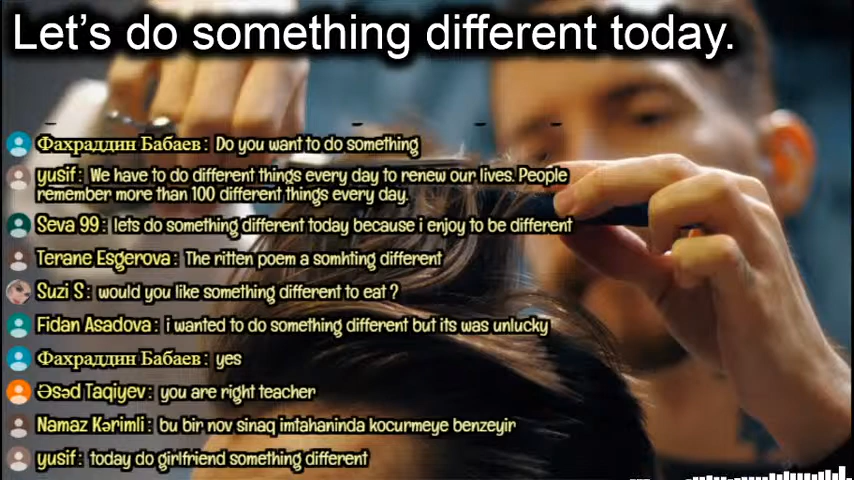 Let's do something different today.
Фахраддин Бабаев: Do you want to do something
yusif: We have to do different things every day to renew our lives. People
remember more than 100 different things every day.
Seva 99: lets do something different today because i enjoy to be different
Terane Esgerova: The ritten poem a somhting different
Suzi S: would you like something different to eat ?
Fidan Asadova: i wanted to do something different but its was unlucky
Фахраддин Бабаев: yes
Əsəd Taqiyev: you are right teacher
Namaz Kərimli: bu bir nov sinaq imtahaninda kocurmeye benzeyir
yusif: today do girlfriend something different